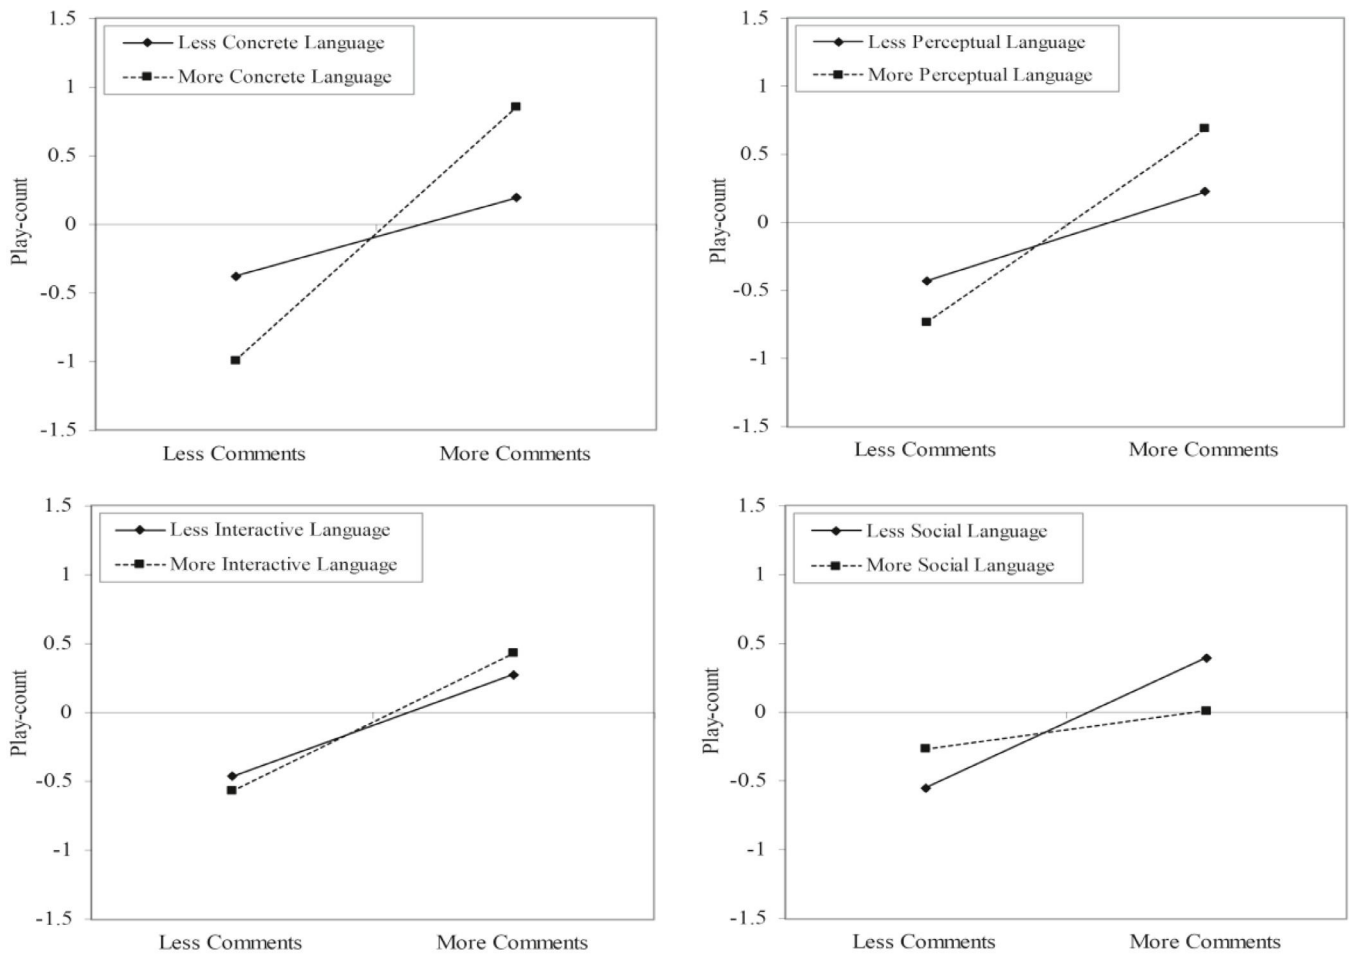 1.5
Less Concrete Language
More Concrete Language
1
0.5
0
-0.5
-1
-1.5
Play-count
Less Comments
More Comments
1.5
Less Perceptual Language
More Perceptual Language
1
0.5
0
-0.5
-1
-1.5
Play-count
Less Comments
More Comments
1.5
Less Interactive Language
More Interactive Language
1
0.5
0
-0.5
-1
-1.5
Play-count
Less Comments
More Comments
1.5
Less Social Language
More Social Language
1
0.5
0
-0.5
-1
-1.5
Play-count
Less Comments
More Comments